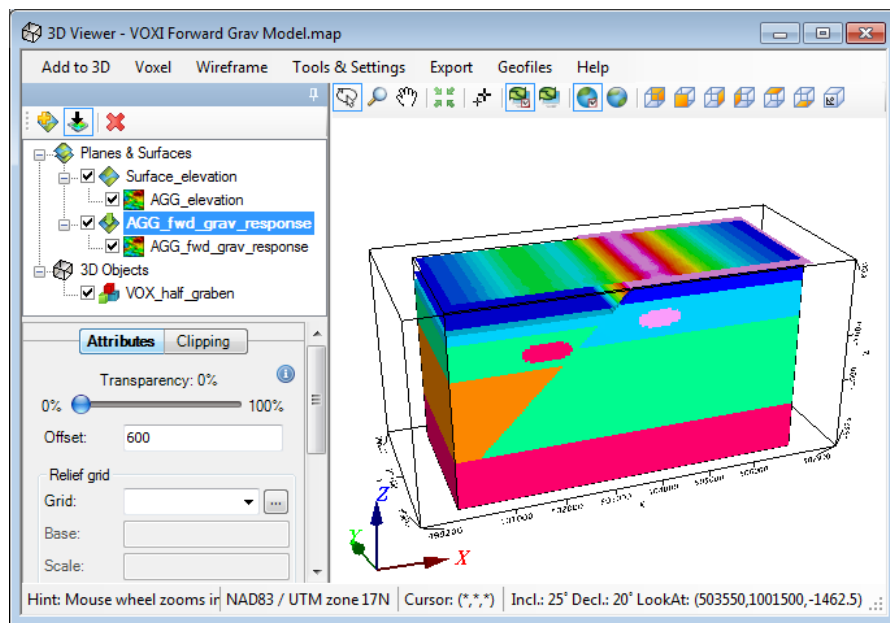 3D Viewer - VOXI Forward Grav Model.map
Add to 3D Voxel Wireframe Tools & Settings Export Geofiles Help
Planes & Surfaces
Surface_elevation
AGG_elevation
AGG_fwd_grav_response
AGG_fwd_grav_response
3D Objects
VOX_half_graben
Attributes Clipping
Transparency: 0%
0% 100%
Offset: 600
Relief grid
Grid: ...
Base:
Scale:
Z
Y
X
X
Hint: Mouse wheel zooms in NAD83 / UTM zone 17N Cursor: (*,*,*) Incl.: 25° Decl.: 20° LookAt: (503550,1001500,-1462.5)